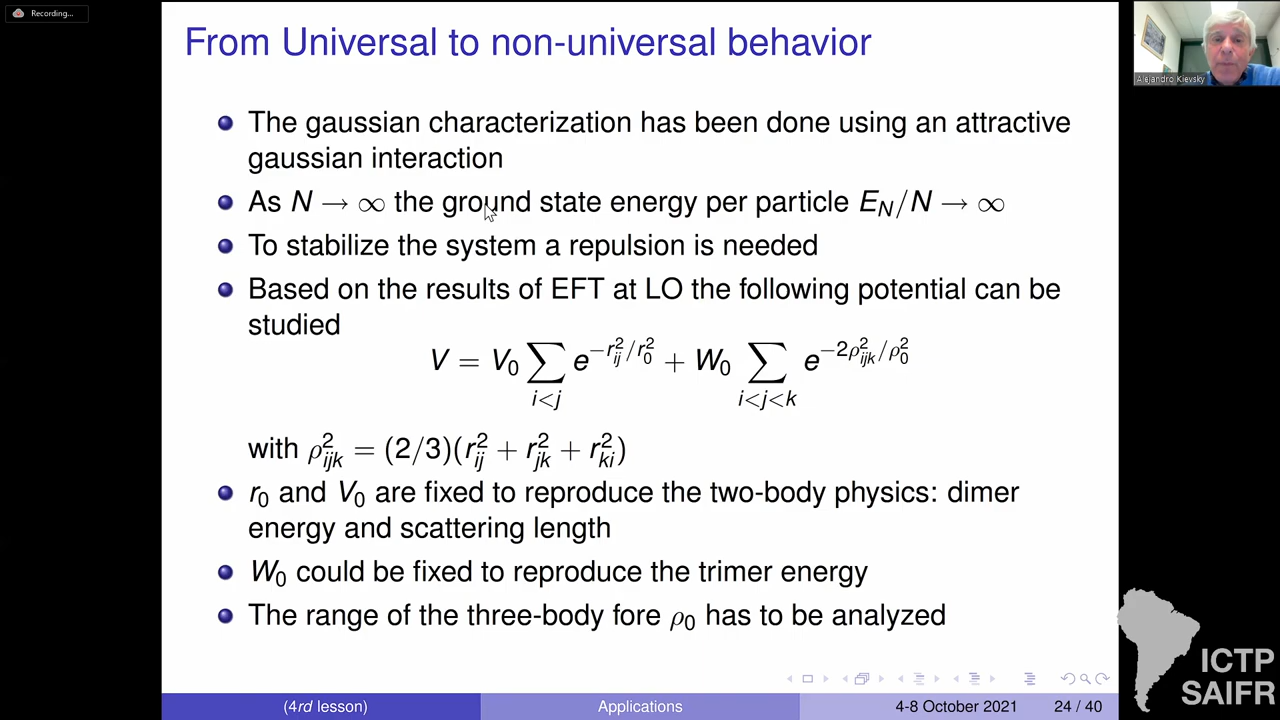 Recording...
From Universal to non-universal behavior
Alejandro Kievsky
The gaussian characterization has been done using an attractive
gaussian interaction
As N → ∞ the ground state energy per particle E_N/N → ∞
To stabilize the system a repulsion is needed
Based on the results of EFT at LO the following potential can be
studied
V = V_0 ∑_{i<j} e^{-r_{ij}^2/r_0^2} + W_0 ∑_{i<j<k} e^{-2ρ_{ijk}^2/ρ_0^2}
with ρ_{ijk}^2 = (2/3)(r_{ij}^2 + r_{jk}^2 + r_{ki}^2)
r_0 and V_0 are fixed to reproduce the two-body physics: dimer
energy and scattering length
W_0 could be fixed to reproduce the trimer energy
The range of the three-body fore ρ_0 has to be analyzed
ICTP
SAIFR
(4rd lesson) Applications 4-8 October 2021 24 / 40